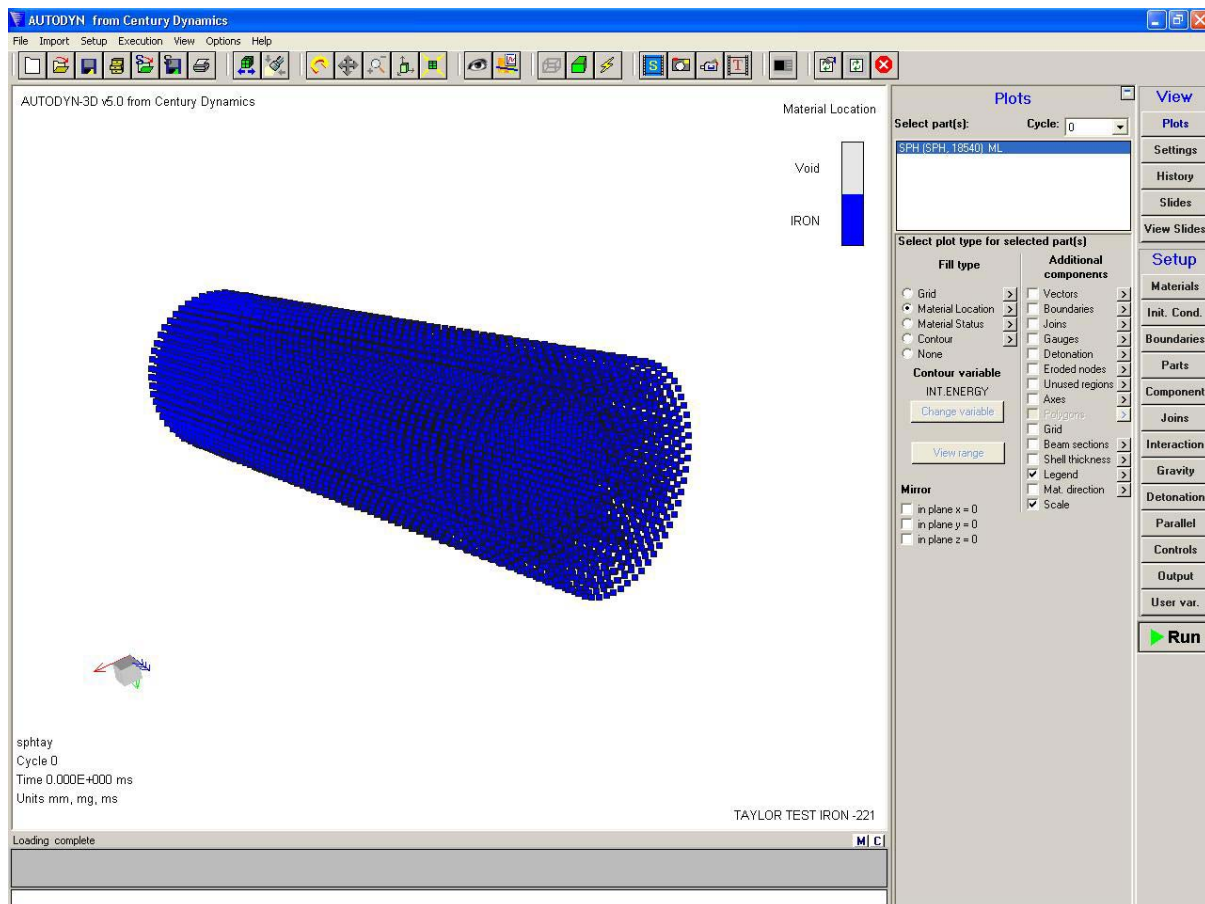 AUTODYN from Century Dynamics
File Import Setup Execution View Options Help
AUTODYN-3D v5.0 from Century Dynamics
Material Location
Void
IRON
sphtay
Cycle 0
Time 0.000E+000 ms
Units mm, mg, ms
TAYLOR TEST IRON -221
Loading complete
M C
Plots
Select part(s): Cycle: 0
SPH (SPH, 18540) ML
Select plot type for selected part(s)
Fill type
Grid
Material Location
Material Status
Contour
None
Contour variable
INT.ENERGY
Change variable
View range
Mirror
in plane x = 0
in plane y = 0
in plane z = 0
Additional
components
Vectors
Boundaries
Joins
Gauges
Detonation
Eroded nodes
Unused regions
Axes
Polygons
Grid
Beam sections
Shell thickness
Legend
Mat. direction
Scale
View
Plots
Settings
History
Slides
View Slides
Setup
Materials
Init. Cond.
Boundaries
Parts
Component
Joins
Interaction
Gravity
Detonation
Parallel
Controls
Output
User var.
Run